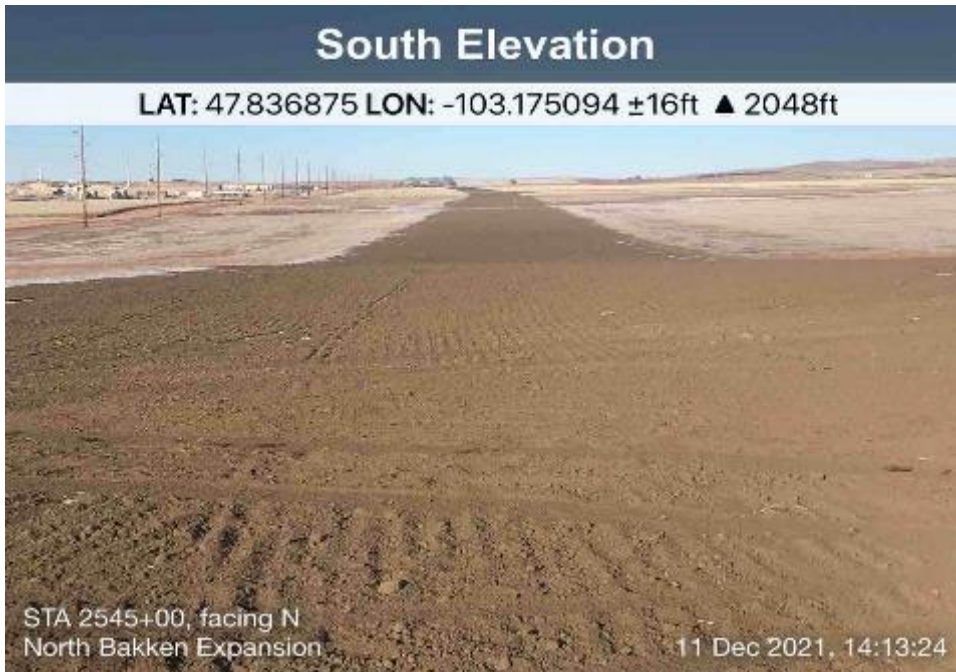 South Elevation
LAT: 47.836875 LON: -103.175094 ±16ft ▲ 2048ft
STA 2545+00, facing N
North Bakken Expansion
11 Dec 2021, 14:13:24